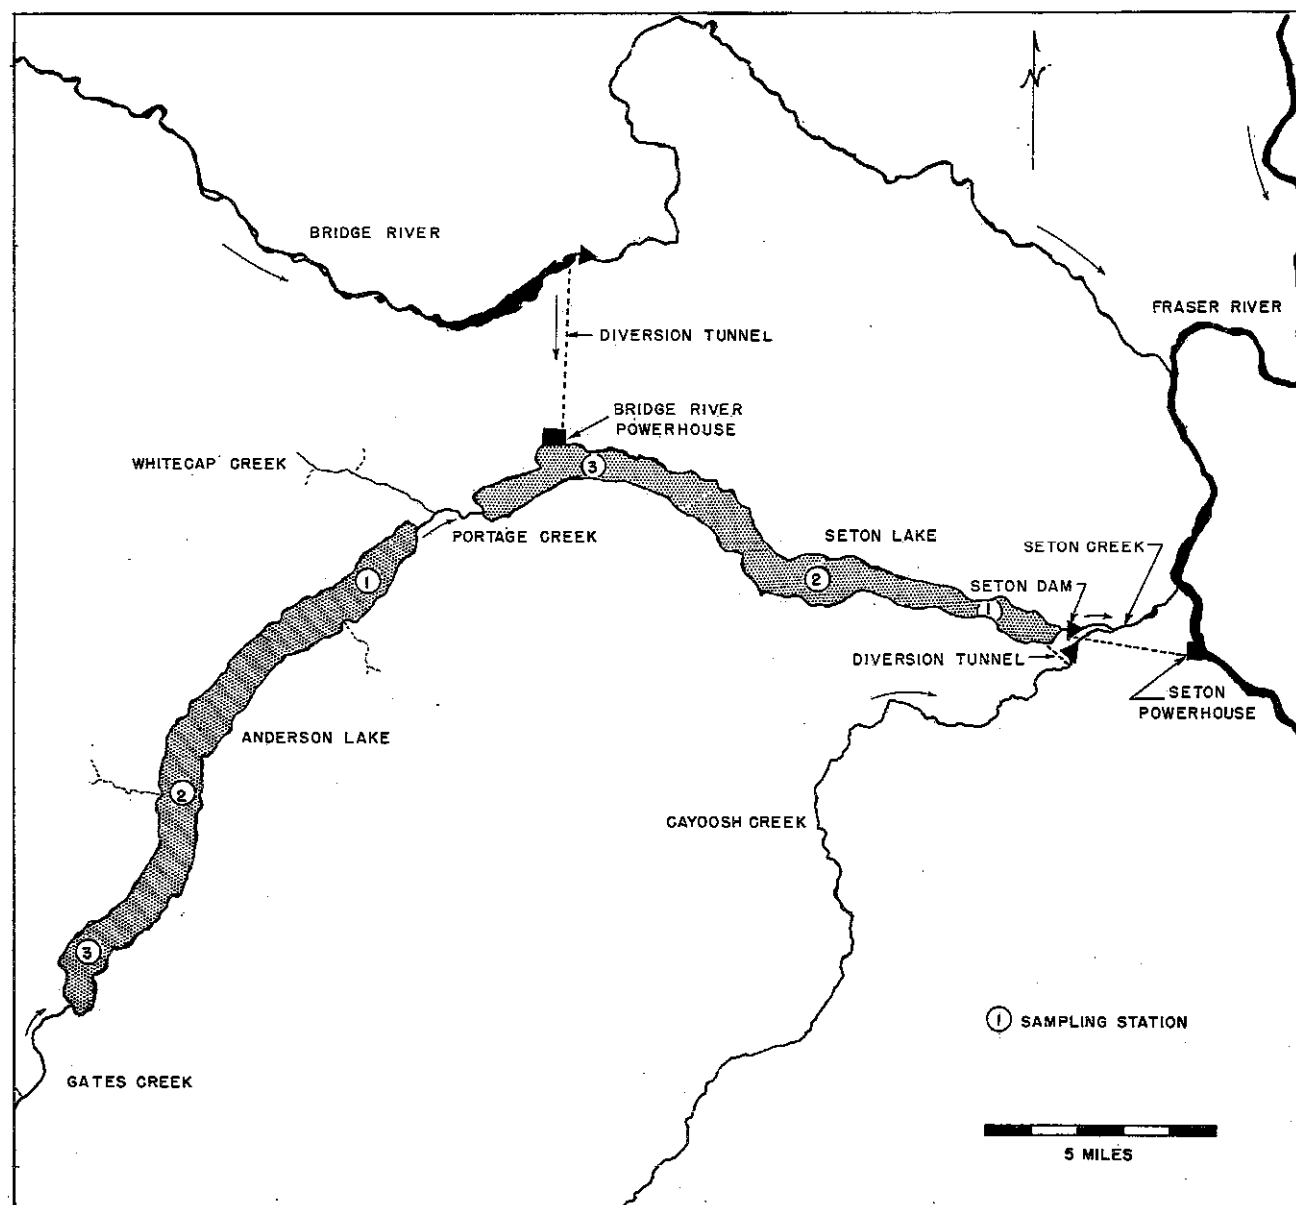 N
BRIDGE RIVER
FRASER RIVER
DIVERSION TUNNEL
BRIDGE RIVER
POWERHOUSE
WHITECAP CREEK
3
PORTAGE CREEK
SETON LAKE
SETON CREEK
1
2
SETON DAM
1
DIVERSION TUNNEL
SETON
POWERHOUSE
ANDERSON LAKE
2
CAYOOSH CREEK
3
1 SAMPLING STATION
GATES CREEK
5 MILES